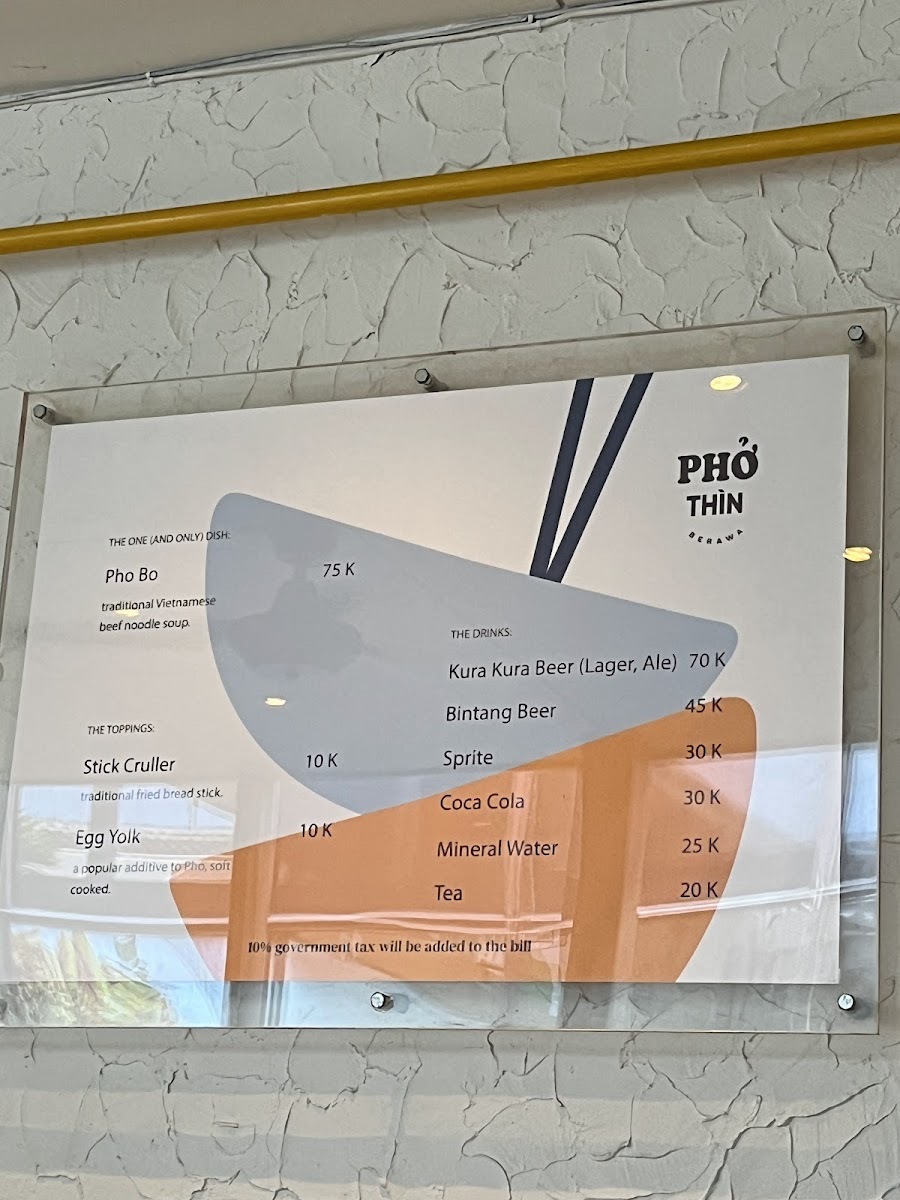 PHỞ
THÌN
BERAWA
THE ONE (AND ONLY) DISH:
Pho Bo 75 K
traditional Vietnamese
beef noodle soup.
THE TOPPINGS:
Stick Cruller 10 K
traditional fried bread stick.
Egg Yolk 10 K
a popular additive to Pho, soft
cooked.
THE DRINKS:
Kura Kura Beer (Lager, Ale) 70 K
Bintang Beer 45 K
Sprite 30 K
Coca Cola 30 K
Mineral Water 25 K
Tea 20 K
10% government tax will be added to the bill